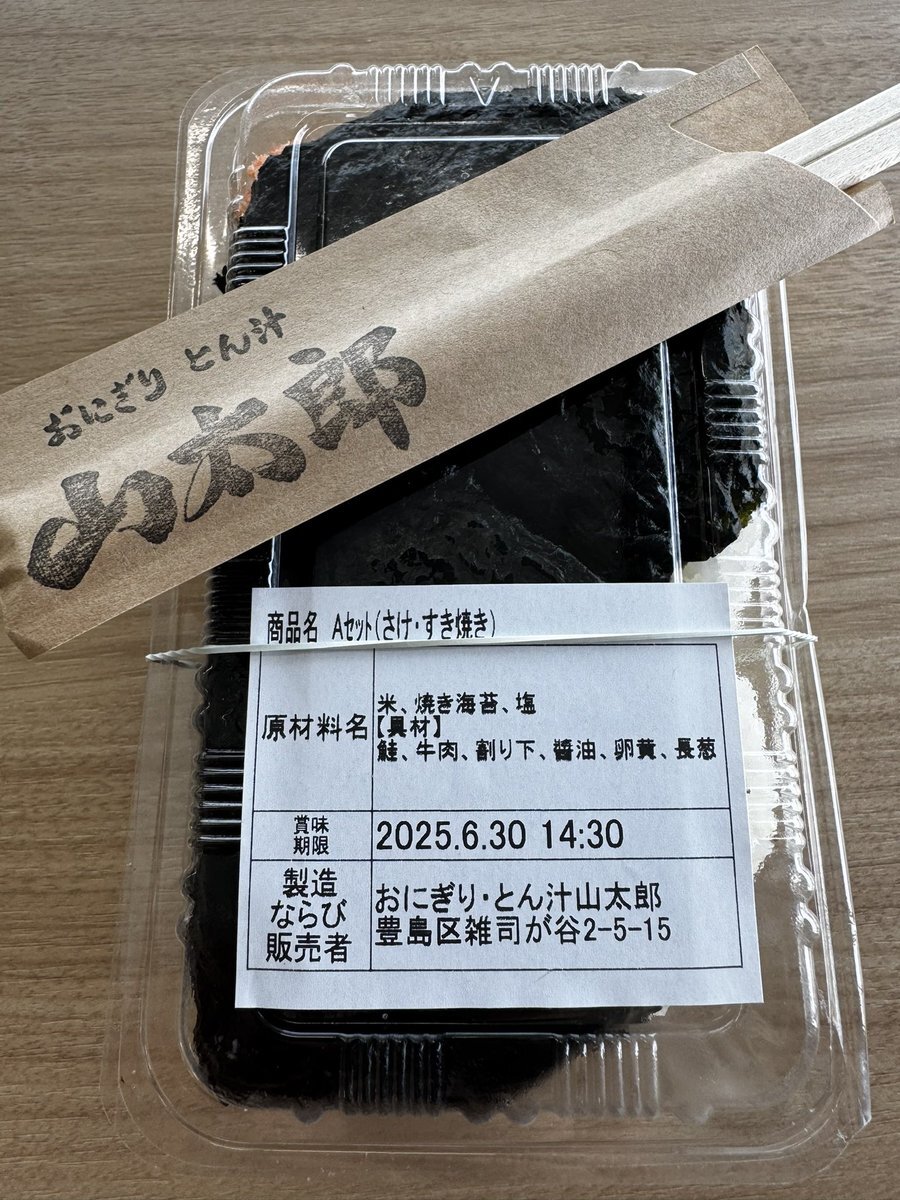 おにぎり とん汁
山太郎
商品名 Aセット(さけ・すき焼き)
原材料名
米、焼き海苔、塩
【具材】
鮭、牛肉、割り下、醬油、卵黄、長葱
賞味
期限
2025.6.30 14:30
製造
ならび
販売者
おにぎり・とん汁山太郎
豊島区雑司が谷2-5-15